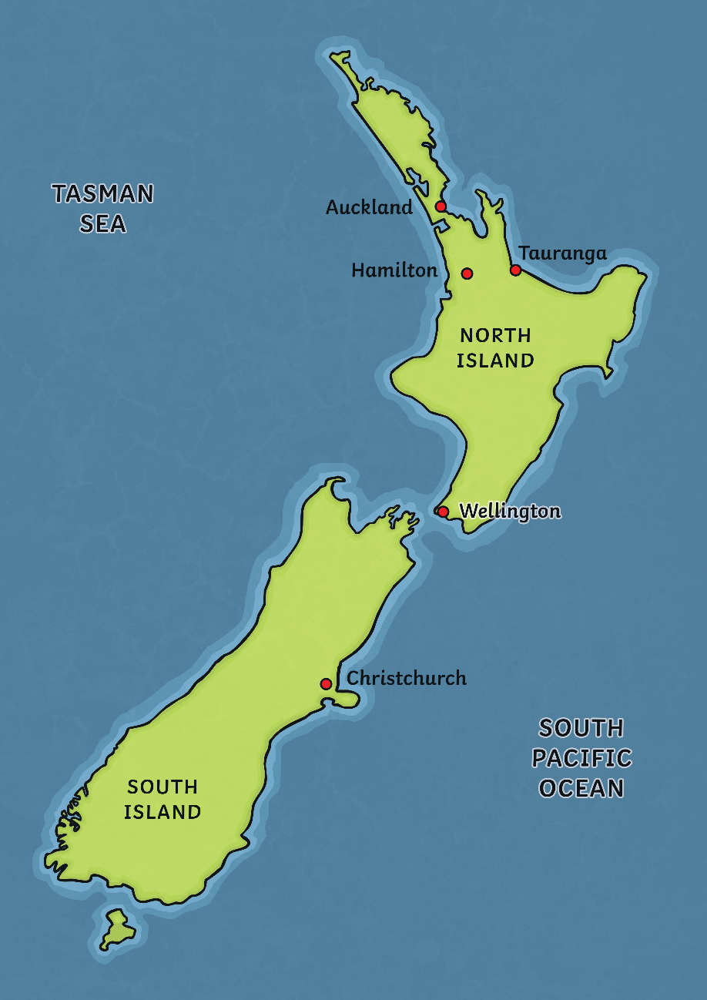 TASMAN
SEA
Auckland
Tauranga
Hamilton
NORTH
ISLAND
Wellington
Christchurch
SOUTH
PACIFIC
OCEAN
SOUTH
ISLAND